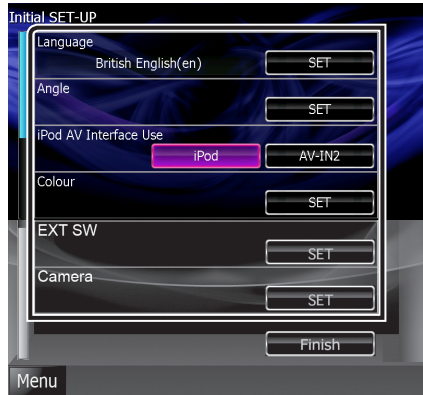 Initial SET-UP
Language
British English(en) SET
Angle
SET
iPod AV Interface Use
iPod AV-IN2
Colour
SET
EXT SW
SET
Camera
SET
Finish
Menu